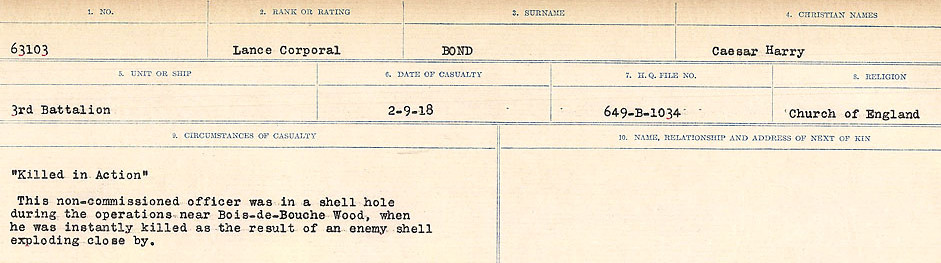 1. NO. 2. RANK OR RATING 3. SURNAME 4. CHRISTIAN NAMES
63103 Lance Corporal BOND Caesar Harry
5. UNIT OR SHIP 6. DATE OF CASUALTY 7. H.Q. FILE NO. 8. RELIGION
3rd Battalion 2-9-18 649-B-1034 Church of England
9. CIRCUMSTANCES OF CASUALTY 10. NAME, RELATIONSHIP AND ADDRESS OF NEXT OF KIN
"Killed in Action"
This non-commissioned officer was in a shell hole
during the operations near Bois-de-Bouche Wood, when
he was instantly killed as the result of an enemy shell
exploding close by.